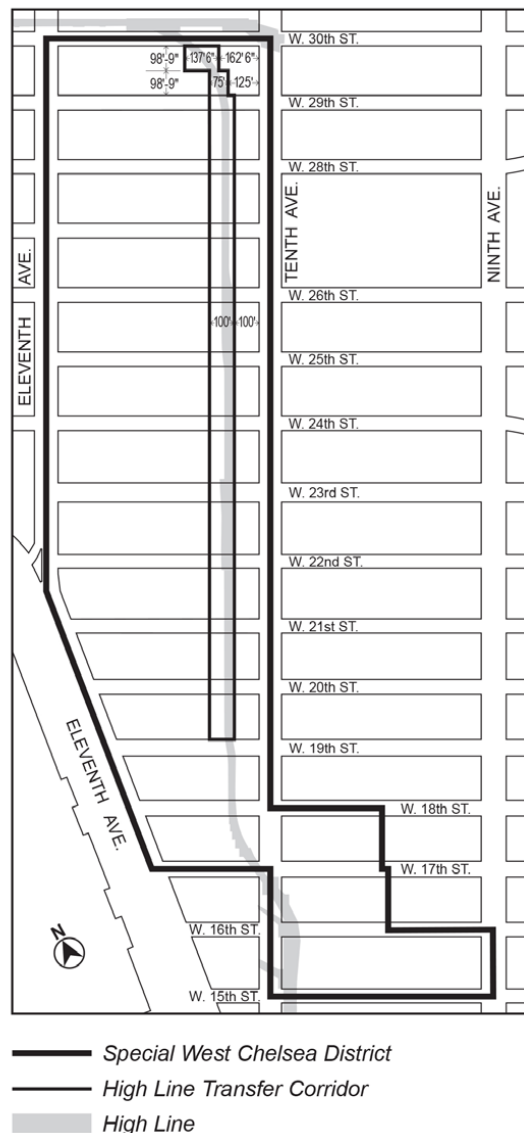 W. 30th ST.
98'-9" 137'6" 162'6"
98'-9" 75' 125'
W. 29th ST.
W. 28th ST.
TENTH AVE.
NINTH AVE.
ELEVENTH AVE.
W. 26th ST.
100' 100'
W. 25th ST.
W. 24th ST.
W. 23rd ST.
W. 22nd ST.
W. 21st ST.
W. 20th ST.
ELEVENTH AVE.
W. 19th ST.
W. 18th ST.
W. 17th ST.
W. 16th ST.
N
W. 15th ST.
Special West Chelsea District
High Line Transfer Corridor
High Line